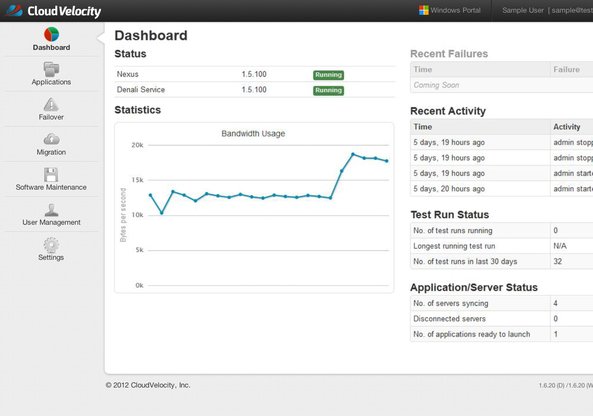 CloudVelocity
Windows Portal
Sample User | sample@test
Dashboard
Applications
Failover
Migration
Software Maintenance
User Management
Settings
Dashboard
Status
Nexus 1.5.100 Running
Denali Service 1.5.100 Running
Statistics
Bandwidth Usage
Bytes per second
20k
15k
10k
5k
0k
Recent Failures
Time Failure
Coming Soon
Recent Activity
Time Activity
5 days, 19 hours ago admin stopp
5 days, 19 hours ago admin stopp
5 days, 19 hours ago admin starte
5 days, 20 hours ago admin starte
Test Run Status
No. of test runs running 0
Longest running test run N/A
No. of test runs in last 30 days 32
Application/Server Status
No. of servers syncing 4
Disconnected servers 0
No. of applications ready to launch 1
© 2012 CloudVelocity, Inc.
1.6.20 (D) /1.6.20 (W